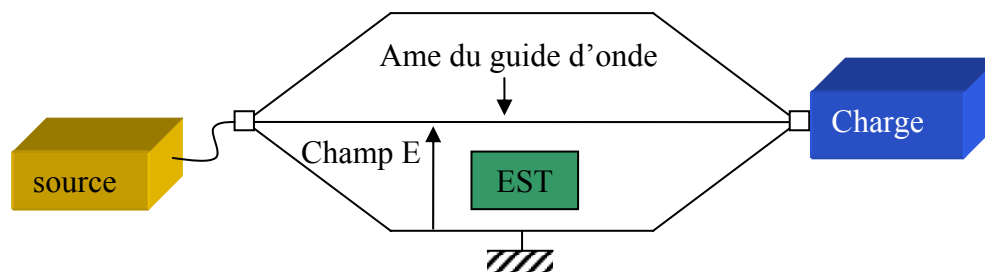 Ame du guide d’onde
Charge
Champ E
source
EST